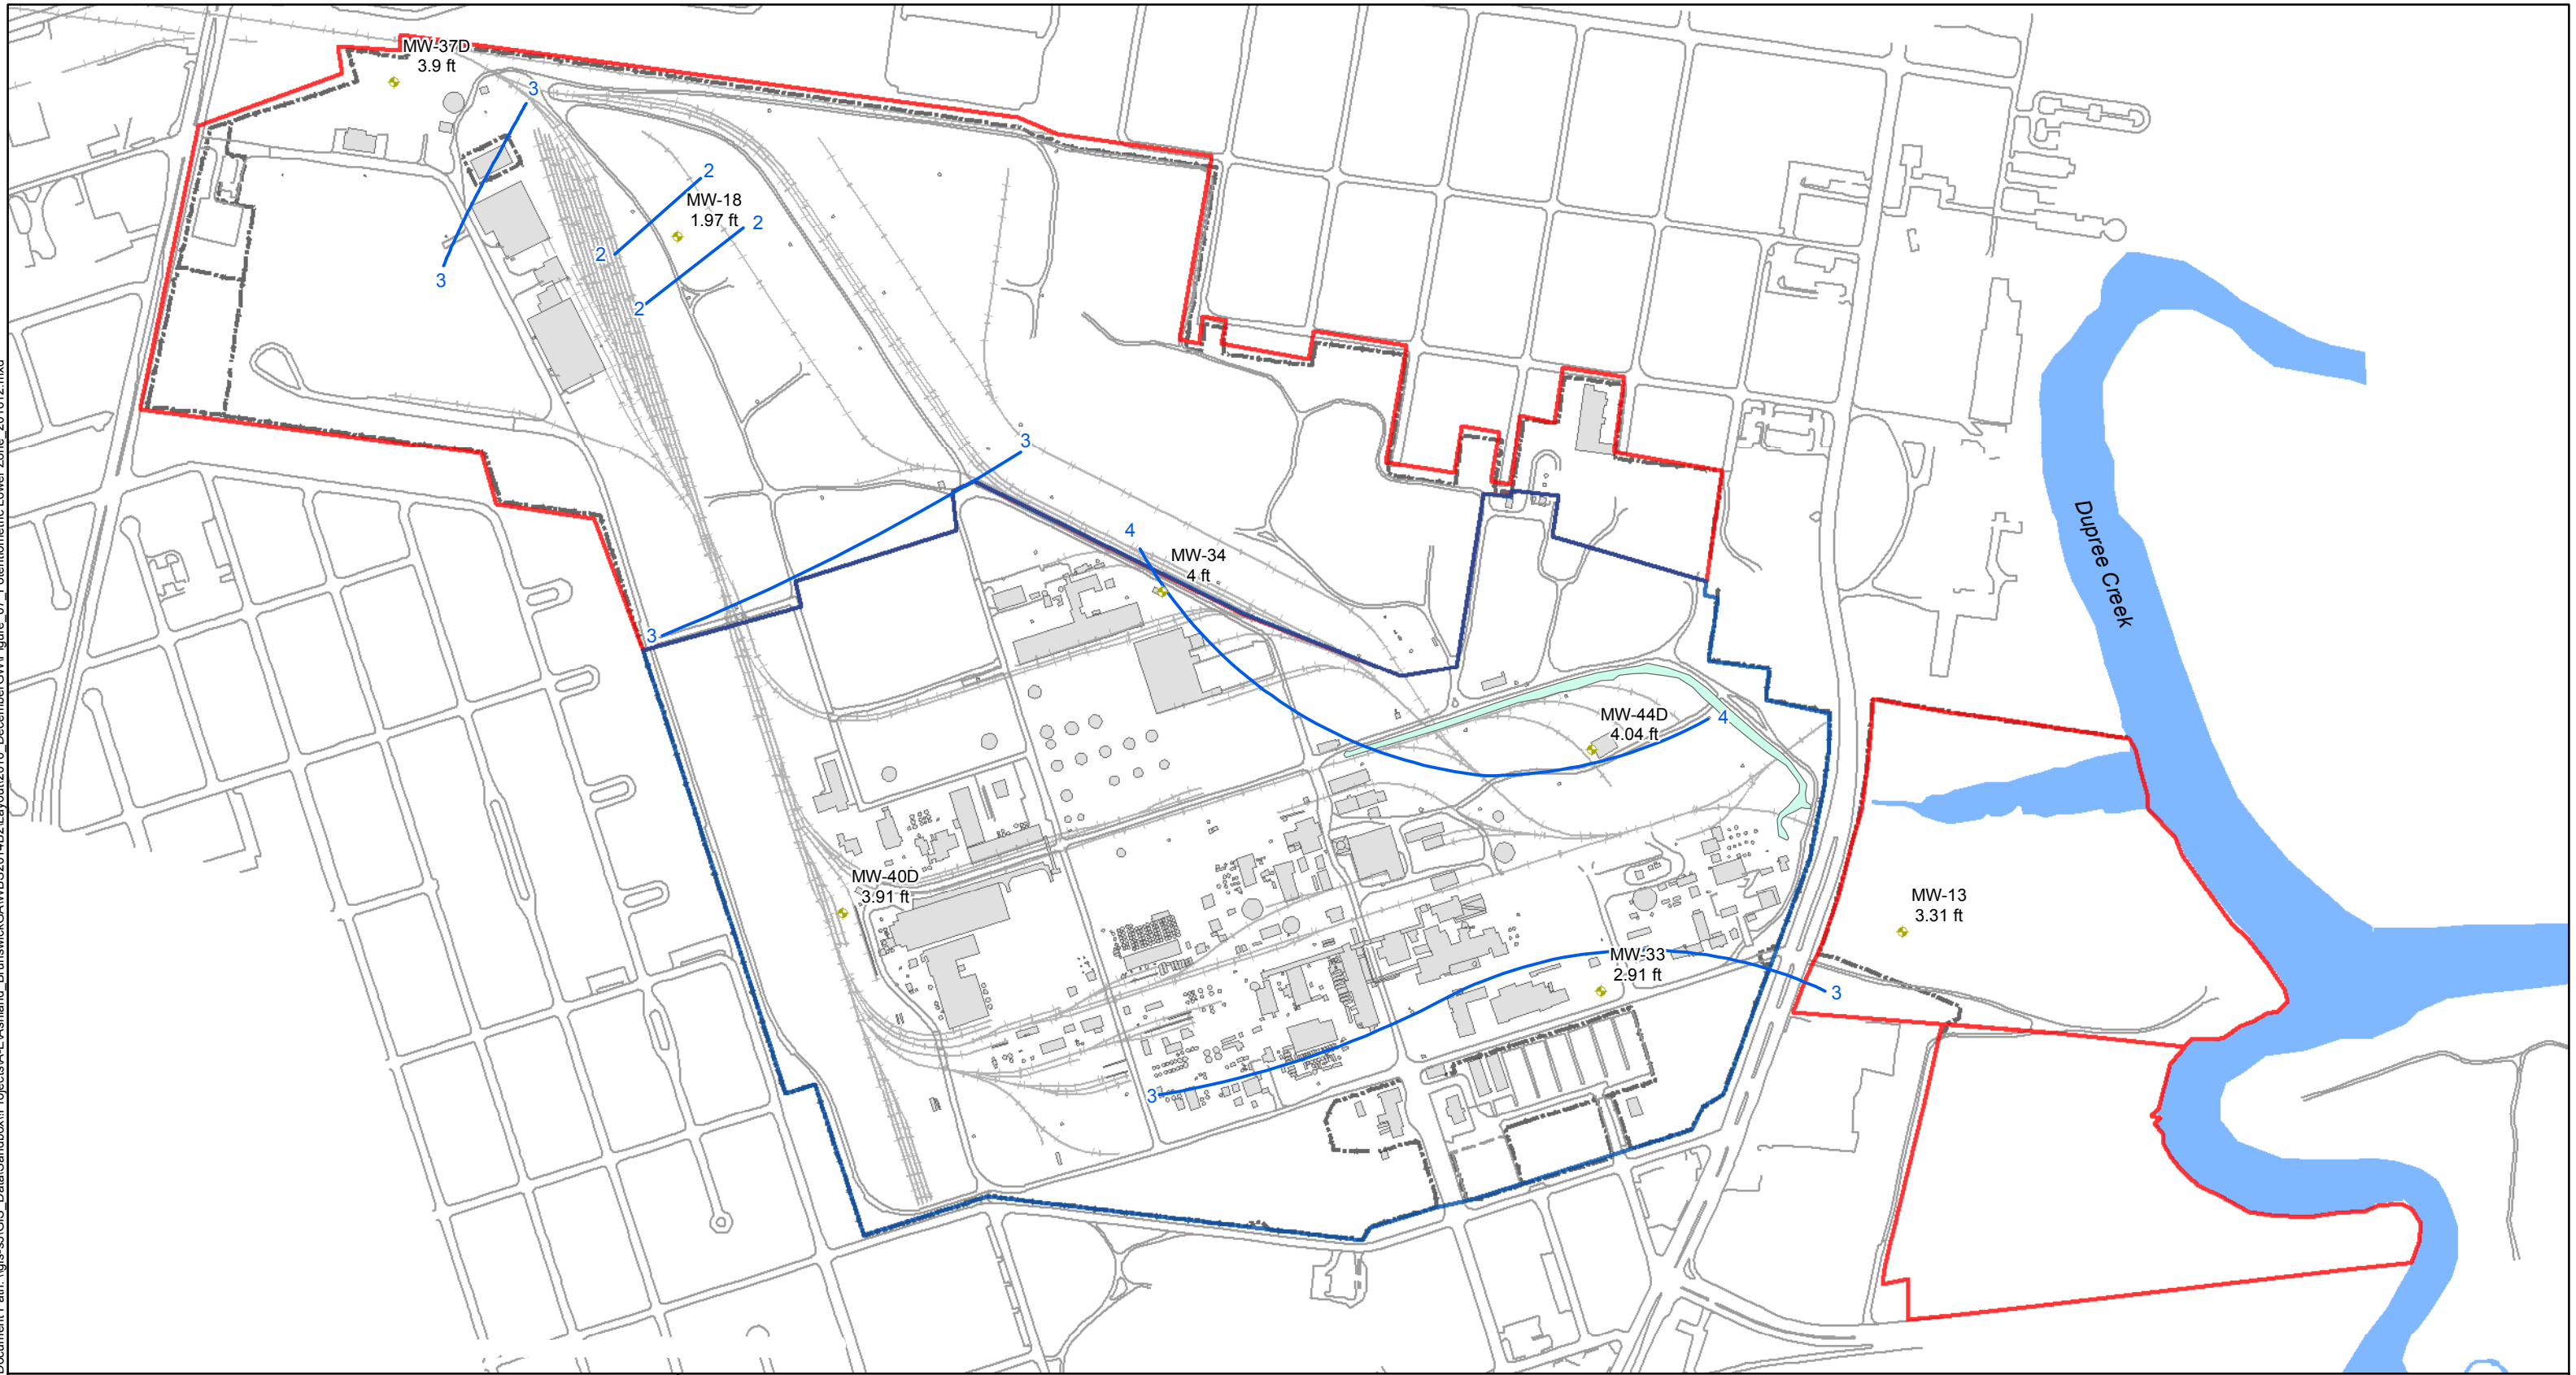 MW-37D
3.9 ft
3
2
MW-18
1.97 ft
2
2
3
2
3
4
MW-34
4 ft
3
MW-44D
4.04 ft
4
Dupree Creek
MW-40D
3.91 ft
MW-13
3.31 ft
MW-33
2.91 ft
3
3